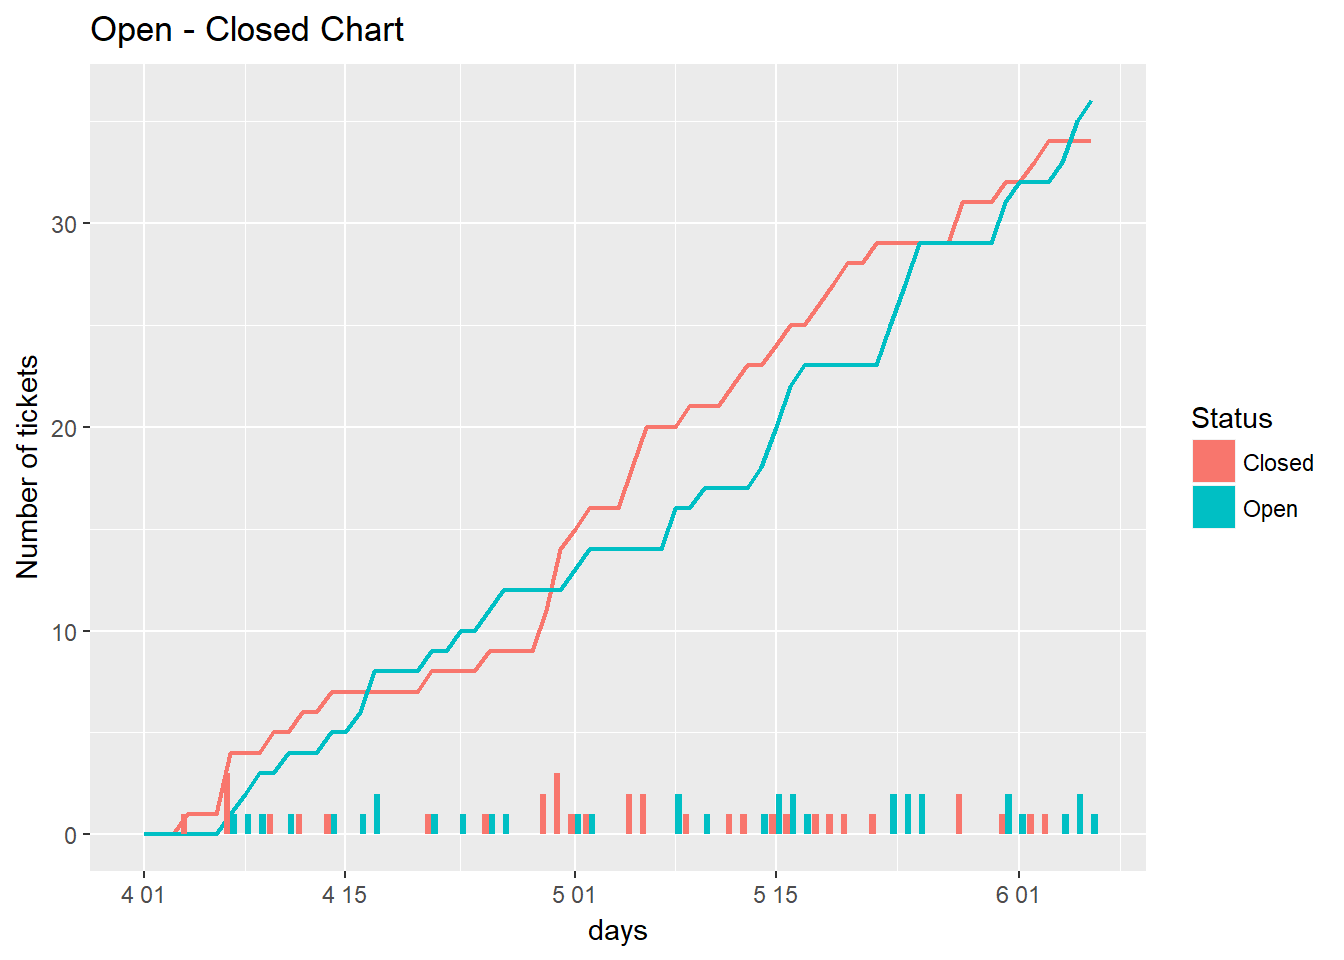 Open - Closed Chart
Number of tickets
30
20
10
0
4 01
4 15
5 01
5 15
6 01
days
Status
Closed
Open